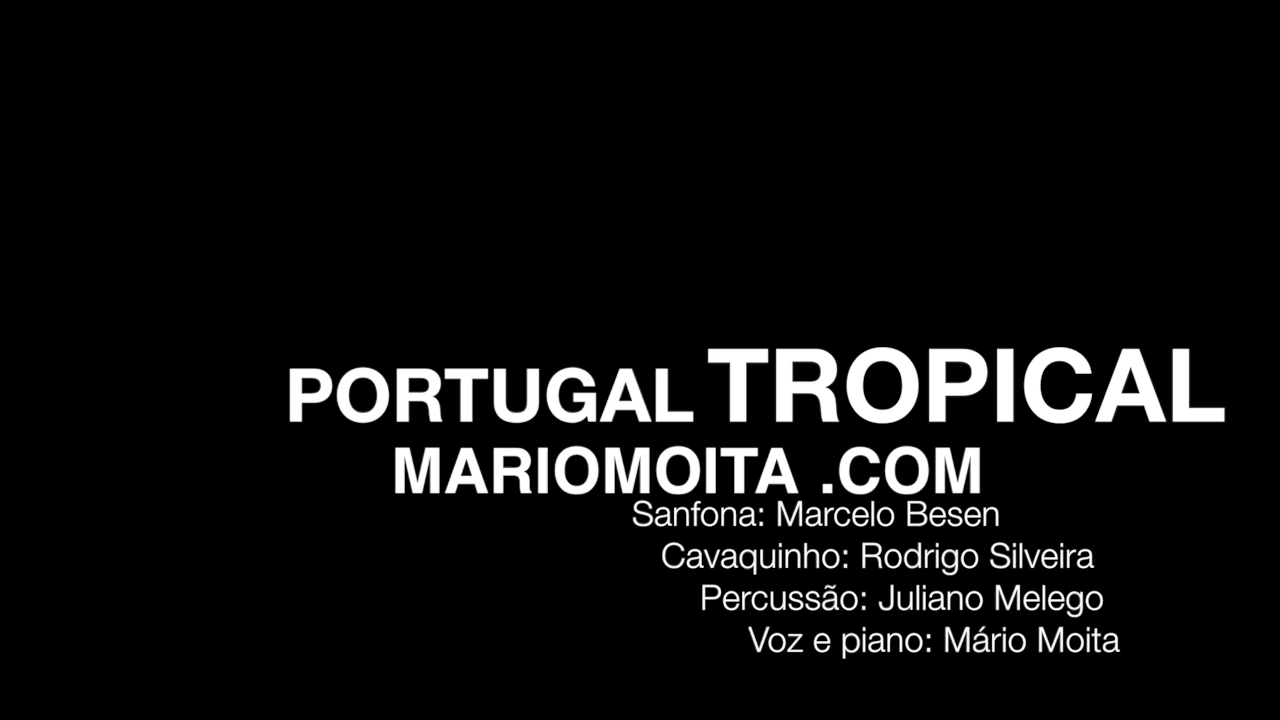 PORTUGAL TROPICAL
MARIOMOITA .COM
Sanfona: Marcelo Besen
Cavaquinho: Rodrigo Silveira
Percussão: Juliano Melego
Voz e piano: Mário Moita